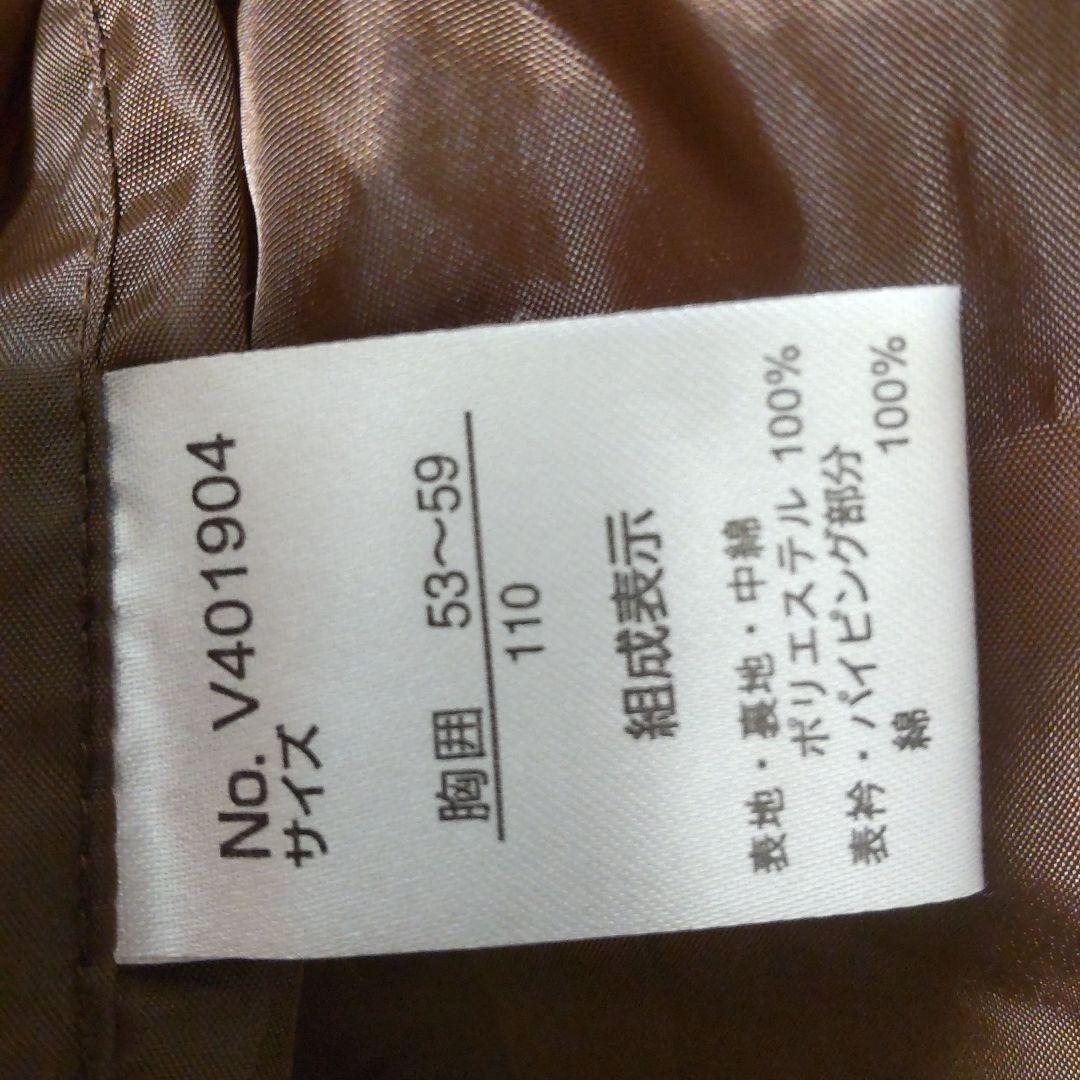 No. V401904
サイズ
胸囲 53〜59
110
組成表示
表地・裏地・中綿
ポリエステル 100%
表衿・パイピング部分
綿 100%